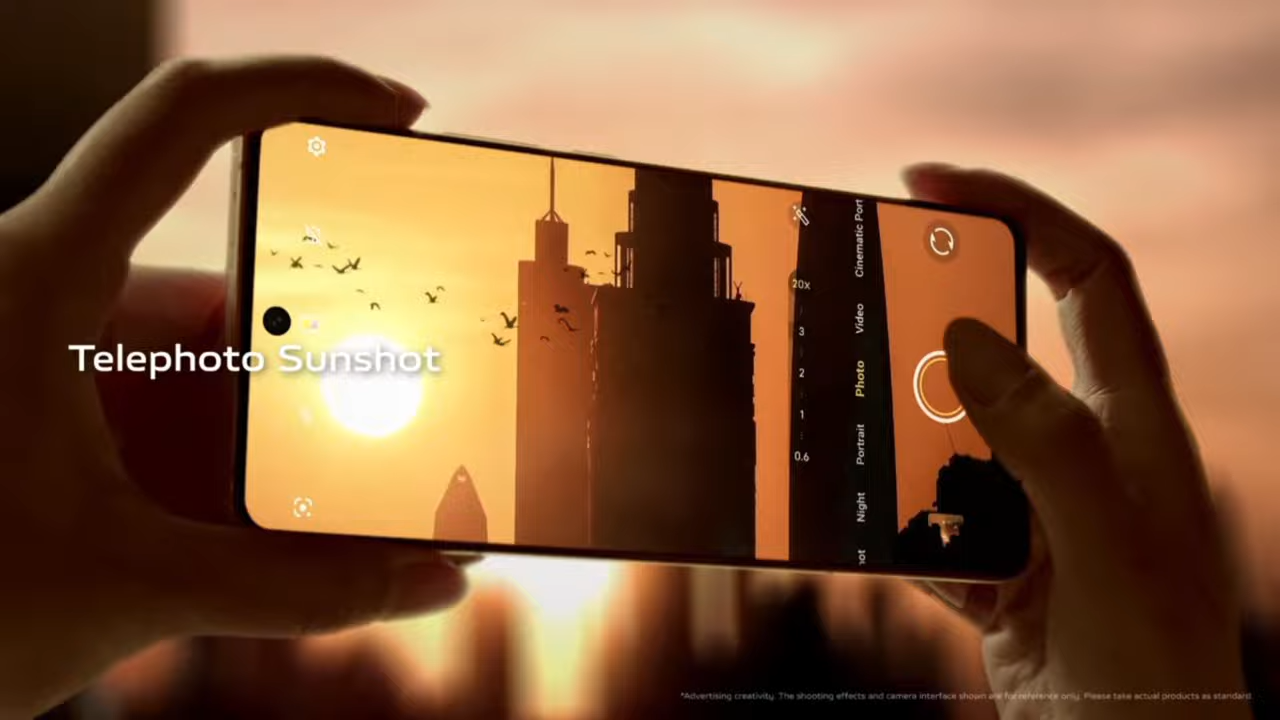 Telephoto Sunshot
20X
3
2
1
0.6
Cinematic Port
Video
Photo
Portrait
Night
ot
*Advertising creativity. The shooting effects and camera interface shown are for reference only. Please take actual products as standard.